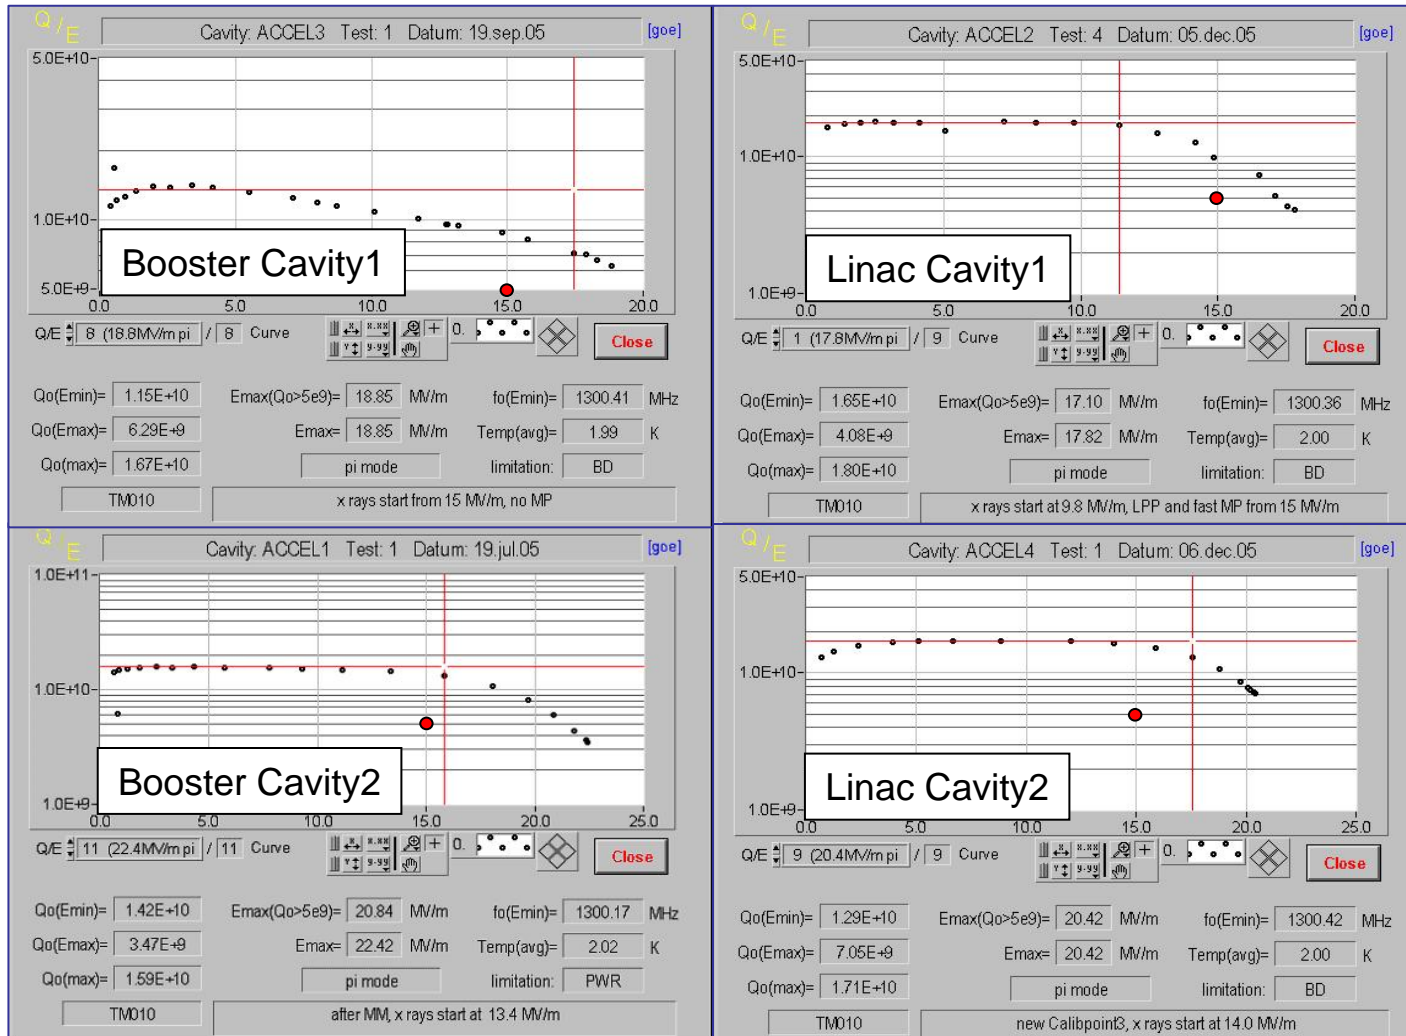 Q/E
Cavity: ACCEL3 Test: 1 Datum: 19.sep.05
[goe]
5.0E+10
1.0E+10
5.0E+9
0.0 5.0 10.0 15.0 20.0
Booster Cavity1
Q/E 8 (18.8MV/m pi / 8 Curve
x.xx
0.
Y
y.yy
Close
Qo(Emin)= 1.15E+10 Emax(Qo>5e9)= 18.85 MV/m fo(Emin)= 1300.41 MHz
Qo(Emax)= 6.29E+9 Emax= 18.85 MV/m Temp(avg)= 1.99 K
Qo(max)= 1.67E+10 pi mode limitation: BD
TM010 x rays start from 15 MV/m, no MP
Q/E
Cavity: ACCEL2 Test: 4 Datum: 05.dec.05
[goe]
5.0E+10
1.0E+10
1.0E+9
0.0 5.0 10.0 15.0 20.0
Linac Cavity1
Q/E 1 (17.8MV/m pi / 9 Curve
x.xx
0.
Y
y.yy
Close
Qo(Emin)= 1.65E+10 Emax(Qo>5e9)= 17.10 MV/m fo(Emin)= 1300.36 MHz
Qo(Emax)= 4.08E+9 Emax= 17.82 MV/m Temp(avg)= 2.00 K
Qo(max)= 1.80E+10 pi mode limitation: BD
TM010 x rays start at 9.8 MV/m, LPP and fast MP from 15 MV/m
Q/E
Cavity: ACCEL1 Test: 1 Datum: 19.jul.05
[goe]
1.0E+11
1.0E+10
1.0E+9
0.0 5.0 10.0 15.0 20.0 25.0
Booster Cavity2
Q/E 11 (22.4MV/m pi / 11 Curve
x.xx
0.
Y
y.yy
Close
Qo(Emin)= 1.42E+10 Emax(Qo>5e9)= 20.84 MV/m fo(Emin)= 1300.17 MHz
Qo(Emax)= 3.47E+9 Emax= 22.42 MV/m Temp(avg)= 2.02 K
Qo(max)= 1.59E+10 pi mode limitation: PWR
TM010 after MM, x rays start at 13.4 MV/m
Q/E
Cavity: ACCEL4 Test: 1 Datum: 06.dec.05
[goe]
5.0E+10
1.0E+10
1.0E+9
0.0 5.0 10.0 15.0 20.0 25.0
Linac Cavity2
Q/E 9 (20.4MV/m pi / 9 Curve
x.xx
0.
Y
y.yy
Close
Qo(Emin)= 1.29E+10 Emax(Qo>5e9)= 20.42 MV/m fo(Emin)= 1300.42 MHz
Qo(Emax)= 7.05E+9 Emax= 20.42 MV/m Temp(avg)= 2.00 K
Qo(max)= 1.71E+10 pi mode limitation: BD
TM010 new Calibpoint3, x rays start at 14.0 MV/m